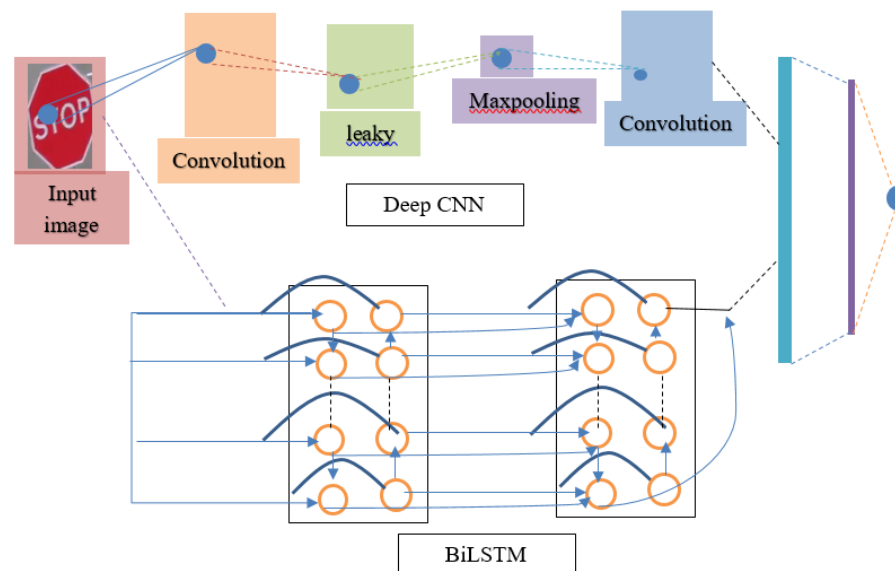 STOP
Input
image
Convolution
leaky
Maxpooling
Convolution
Deep CNN
BiLSTM